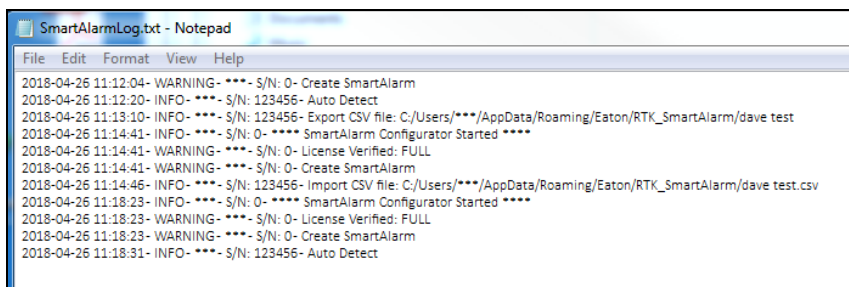 SmartAlarmLog.txt - Notepad
File Edit Format View Help
2018-04-26 11:12:04- WARNING- ***- S/N: 0- Create SmartAlarm
2018-04-26 11:12:20- INFO- ***- S/N: 123456- Auto Detect
2018-04-26 11:13:10- INFO- ***- S/N: 123456- Export CSV file: C:/Users/***/AppData/Roaming/Eaton/RTK_SmartAlarm/dave test
2018-04-26 11:14:41- INFO- ***- S/N: 0- **** SmartAlarm Configurator Started ****
2018-04-26 11:14:41- WARNING- ***- S/N: 0- License Verified: FULL
2018-04-26 11:14:41- WARNING- ***- S/N: 0- Create SmartAlarm
2018-04-26 11:14:46- INFO- ***- S/N: 123456- Import CSV file: C:/Users/***/AppData/Roaming/Eaton/RTK_SmartAlarm/dave test.csv
2018-04-26 11:18:23- INFO- ***- S/N: 0- **** SmartAlarm Configurator Started ****
2018-04-26 11:18:23- WARNING- ***- S/N: 0- License Verified: FULL
2018-04-26 11:18:23- WARNING- ***- S/N: 0- Create SmartAlarm
2018-04-26 11:18:31- INFO- ***- S/N: 123456- Auto Detect